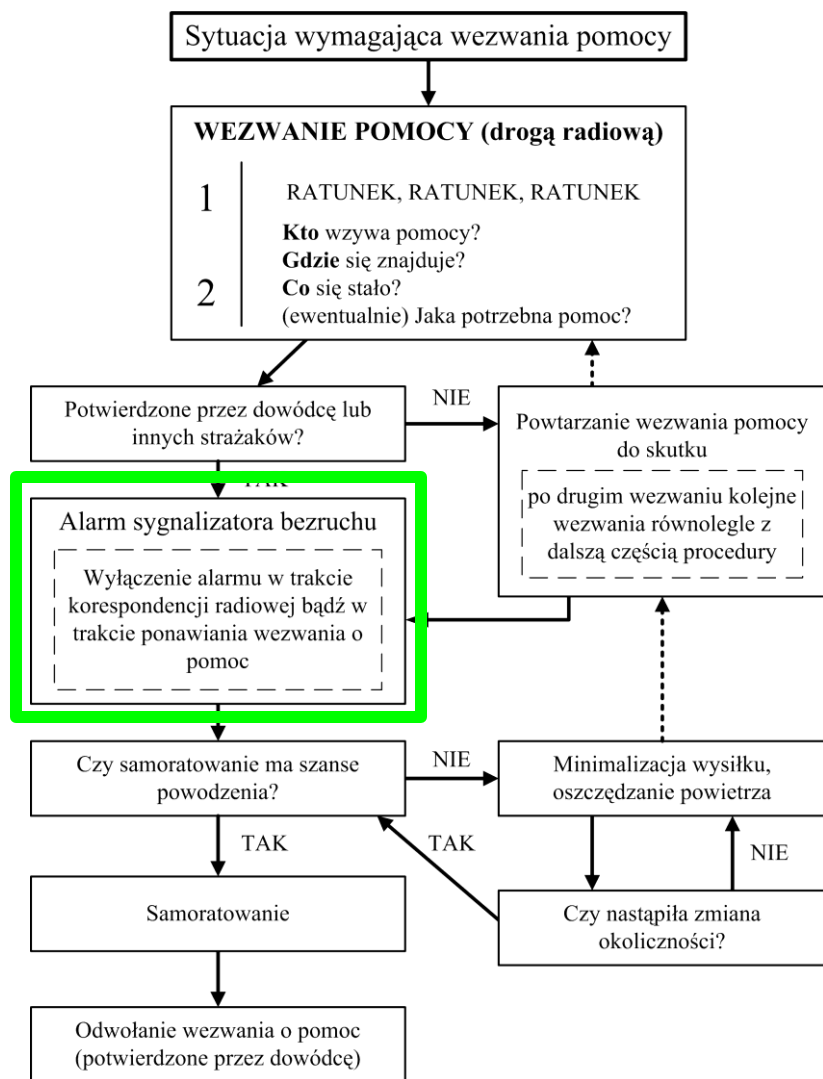 Sytuacja wymagająca wezwania pomocy
WEZWANIE POMOCY (drogą radiową)
1
RATUNEK, RATUNEK, RATUNEK
Kto wzywa pomocy?
Gdzie się znajduje?
2
Co się stało?
(ewentualnie) Jaka potrzebna pomoc?
Potwierdzone przez dowódcę lub
innych strażaków?
NIE
Powtarzanie wezwania pomocy
do skutku
po drugim wezwaniu kolejne
wezwania równolegle z
dalszą częścią procedury
TAK
Alarm sygnalizatora bezruchu
Wyłączenie alarmu w trakcie
korespondencji radiowej bądź w
trakcie ponawiania wezwania o
pomoc
Czy samoratowanie ma szanse
powodzenia?
NIE
Minimalizacja wysiłku,
oszczędzanie powietrza
TAK
TAK
NIE
Samoratowanie
Czy nastąpiła zmiana
okoliczności?
Odwołanie wezwania o pomoc
(potwierdzone przez dowódcę)